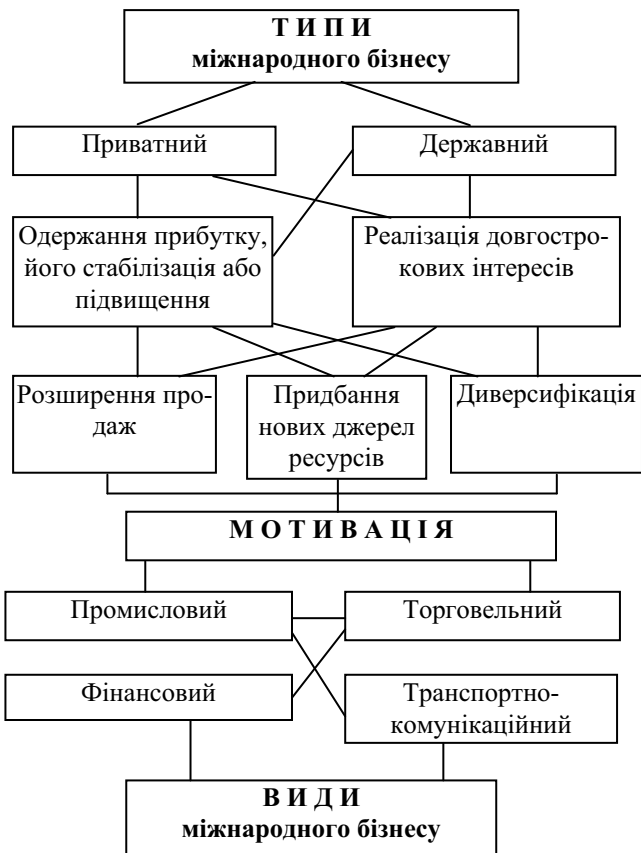 Т И П И
міжнародного бізнесу
Приватний
Державний
Одержання прибутку,
його стабілізація або
підвищення
Реалізація довгостро-
кових інтересів
Розширення про-
даж
Придбання
нових джерел
ресурсів
Диверсифікація
М О Т И В А Ц І Я
Промисловий
Торговельний
Фінансовий
Транспортно-
комунікаційний
В И Д И
міжнародного бізнесу